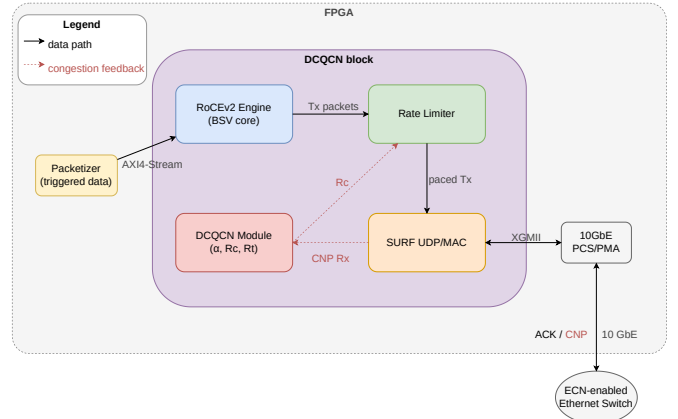 FPGA
Legend
data path
congestion feedback
DCQCN block
RoCEv2 Engine
(BSV core)
Tx packets
Rate Limiter
Packetizer
(triggered data)
AXI4-Stream
Rc
paced Tx
DCQCN Module
(α, Rc, Rt)
CNP Rx
SURF UDP/MAC
XGMII
10GbE
PCS/PMA
ACK / CNP
10 GbE
ECN-enabled
Ethernet Switch